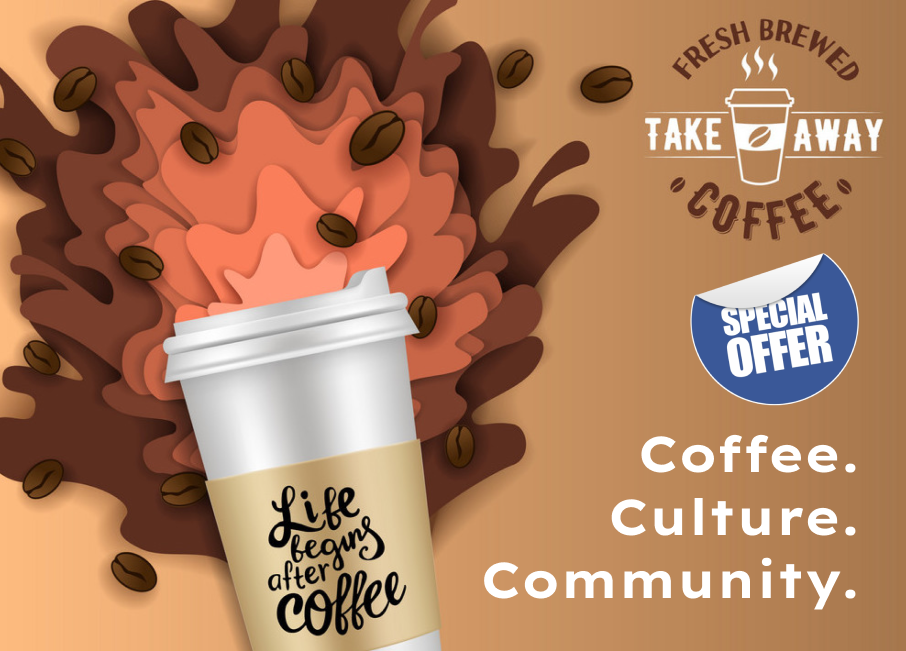 FRESH BREWED
TAKE AWAY
COFFEE
SPECIAL
OFFER
Coffee.
Culture.
Community.
Life
begins
after
coffee